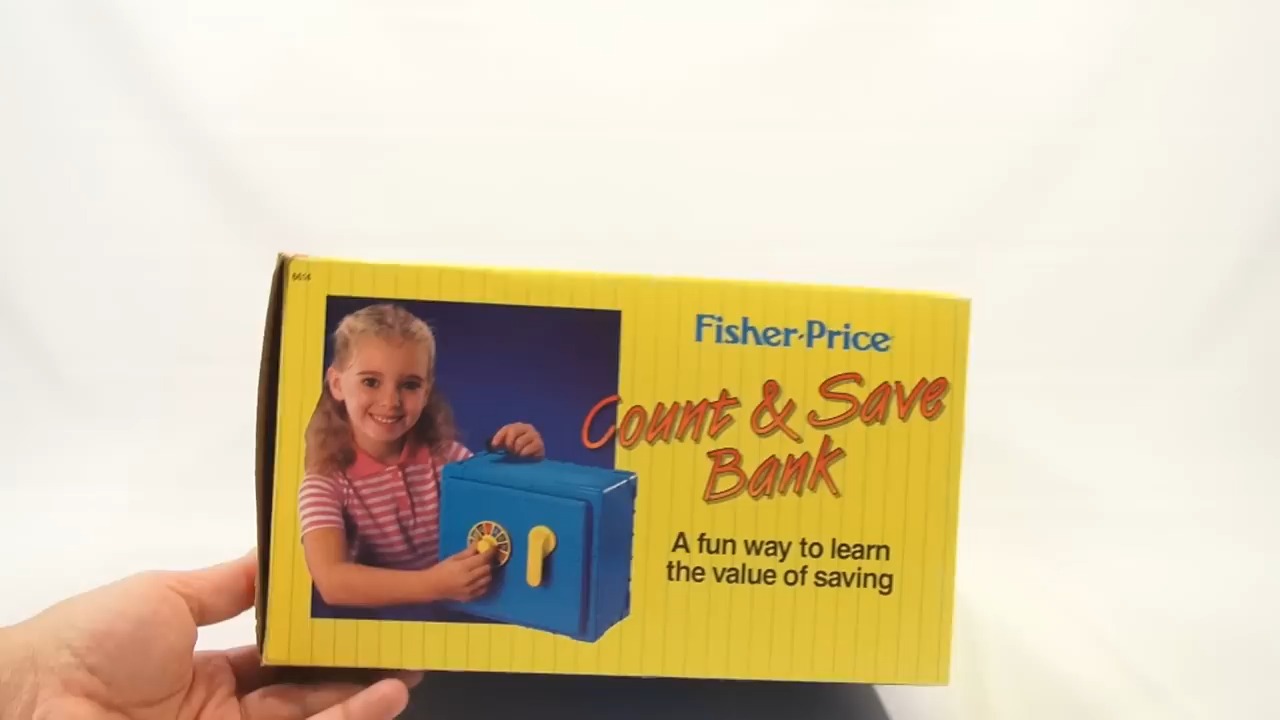 Fisher-Price
Count & Save
Bank
A fun way to learn
the value of saving